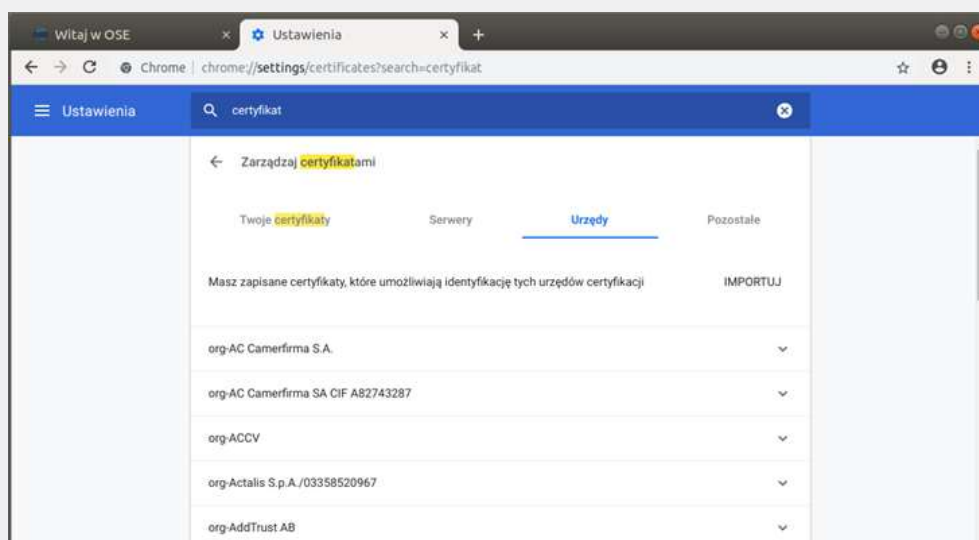 Witaj w OSE
Ustawienia
Chrome | chrome://settings/certificates?search=certyfikat
Ustawienia
certyfikat
Zarządzaj certyfikatami
Twoje certyfikaty Serwery Urzędy Pozostałe
Masz zapisane certyfikaty, które umożliwiają identyfikację tych urzędów certyfikacji IMPORTUJ
org-AC Camerfirma S.A.
org-AC Camerfirma SA CIF A82743287
org-ACCV
org-Actalis S.p.A./03358520967
org-AddTrust AB